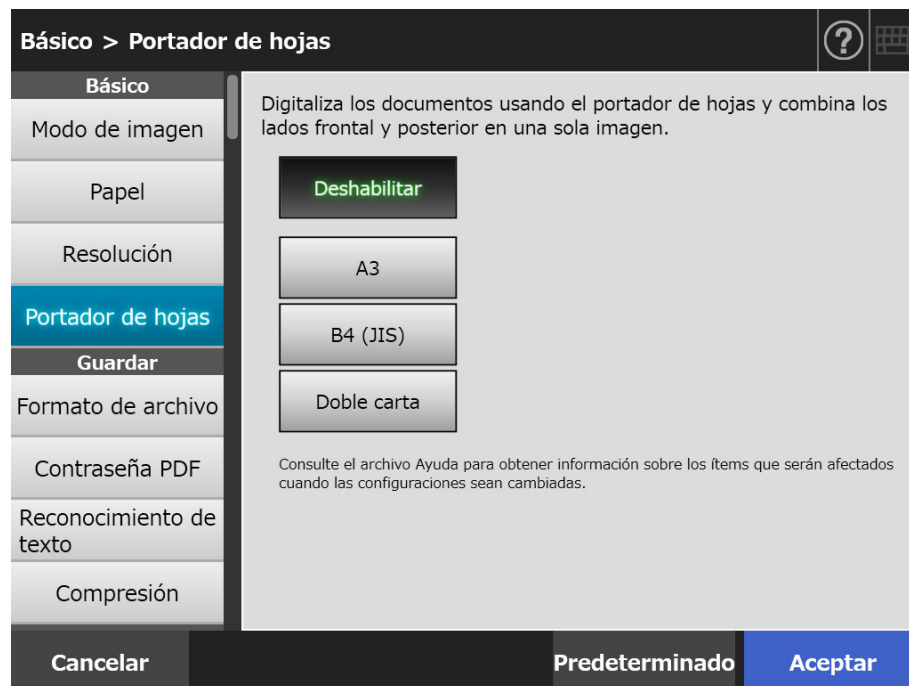 Básico > Portador de hojas
?
Básico
Modo de imagen
Papel
Resolución
Portador de hojas
Guardar
Formato de archivo
Contraseña PDF
Reconocimiento de
texto
Compresión
Digitaliza los documentos usando el portador de hojas y combina los
lados frontal y posterior en una sola imagen.
Deshabilitar
A3
B4 (JIS)
Doble carta
Consulte el archivo Ayuda para obtener información sobre los ítems que serán afectados
cuando las configuraciones sean cambiadas.
Cancelar
Predeterminado
Aceptar